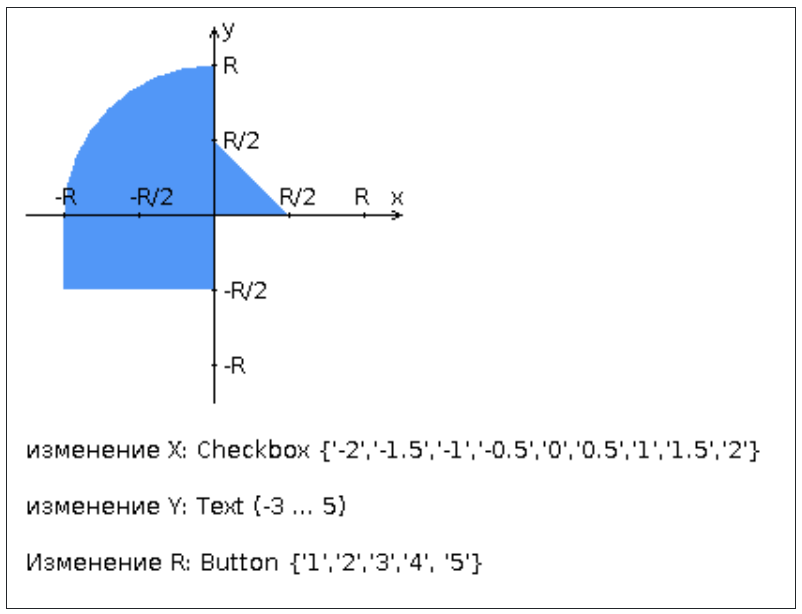 y
R
R/2
-R -R/2 R/2 R x
-R/2
-R
изменение X: Checkbox {'-2','-1.5','-1','-0.5','0','0.5','1','1.5','2'}
изменение Y: Text (-3 ... 5)
Изменение R: Button {'1','2','3','4', '5'}